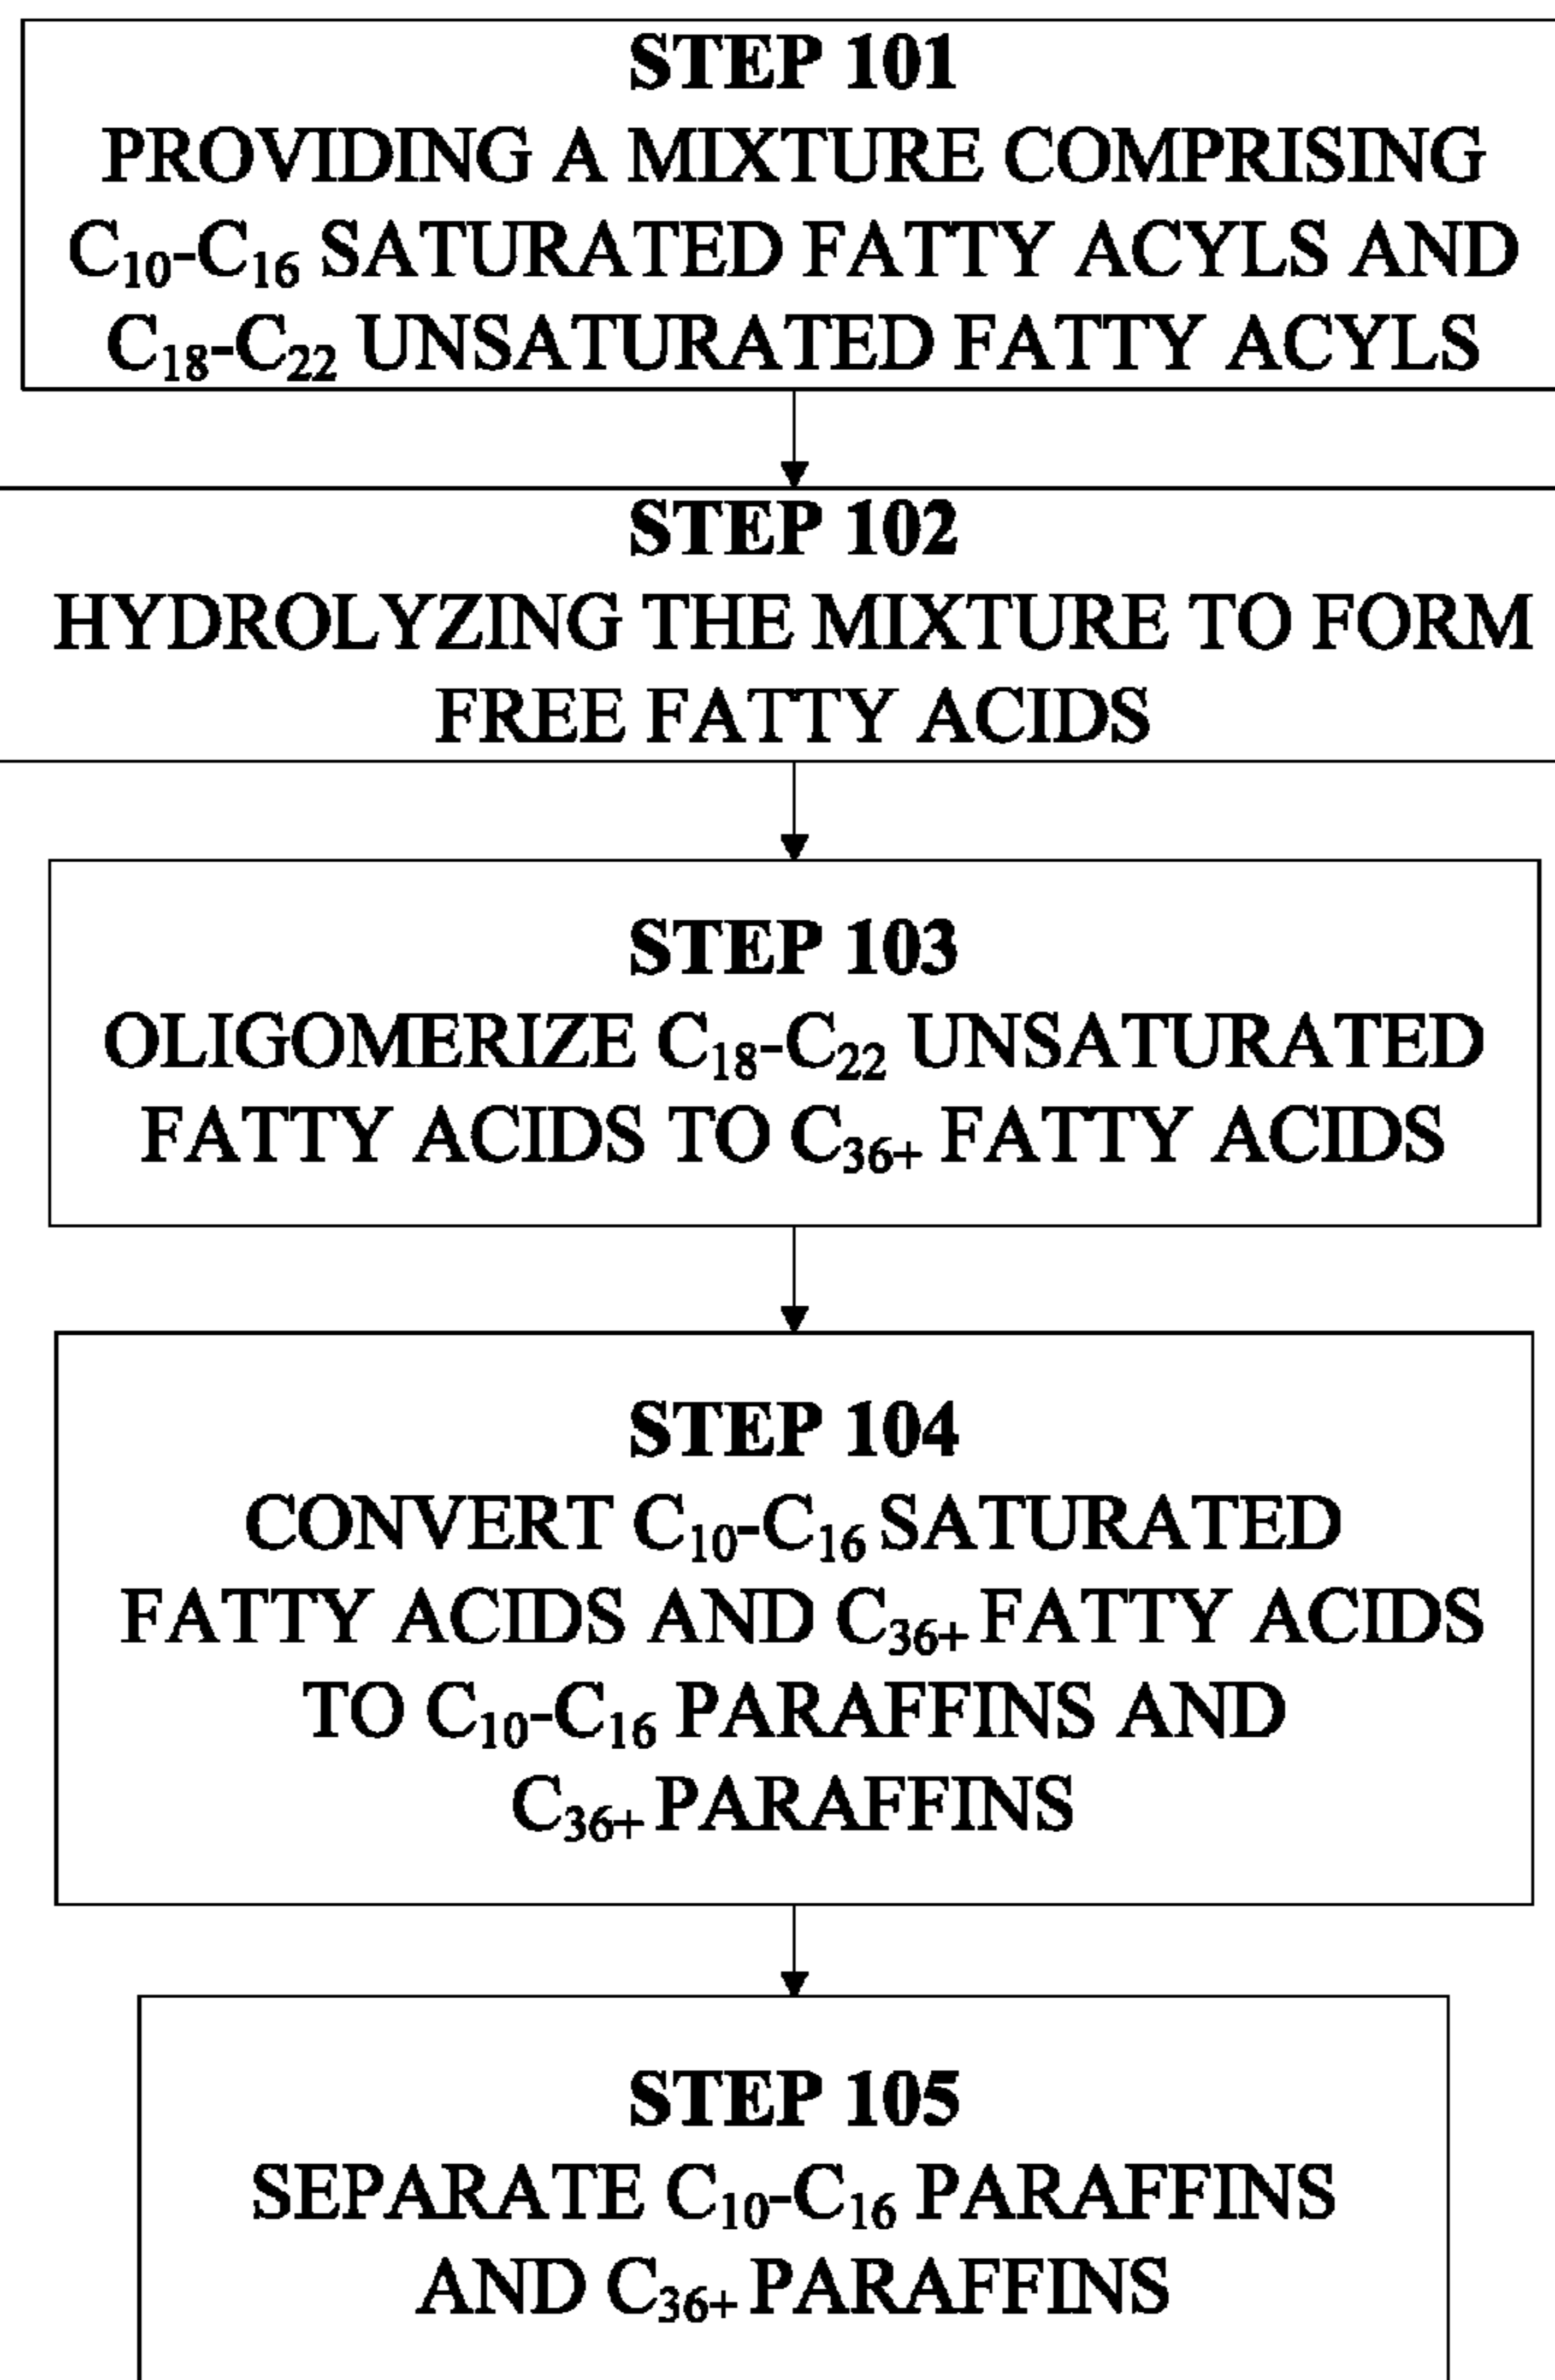 STEP 101
PROVIDING A MIXTURE COMPRISING
C₁₀-C₁₆ SATURATED FATTY ACYLS AND
C₁₈-C₂₂ UNSATURATED FATTY ACYLS
STEP 102
HYDROLYZING THE MIXTURE TO FORM
FREE FATTY ACIDS
STEP 103
OLIGOMERIZE C₁₈-C₂₂ UNSATURATED
FATTY ACIDS TO C₃₆₊ FATTY ACIDS
STEP 104
CONVERT C₁₀-C₁₆ SATURATED
FATTY ACIDS AND C₃₆₊ FATTY ACIDS
TO C₁₀-C₁₆ PARAFFINS AND
C₃₆₊ PARAFFINS
STEP 105
SEPARATE C₁₀-C₁₆ PARAFFINS
AND C₃₆₊ PARAFFINS